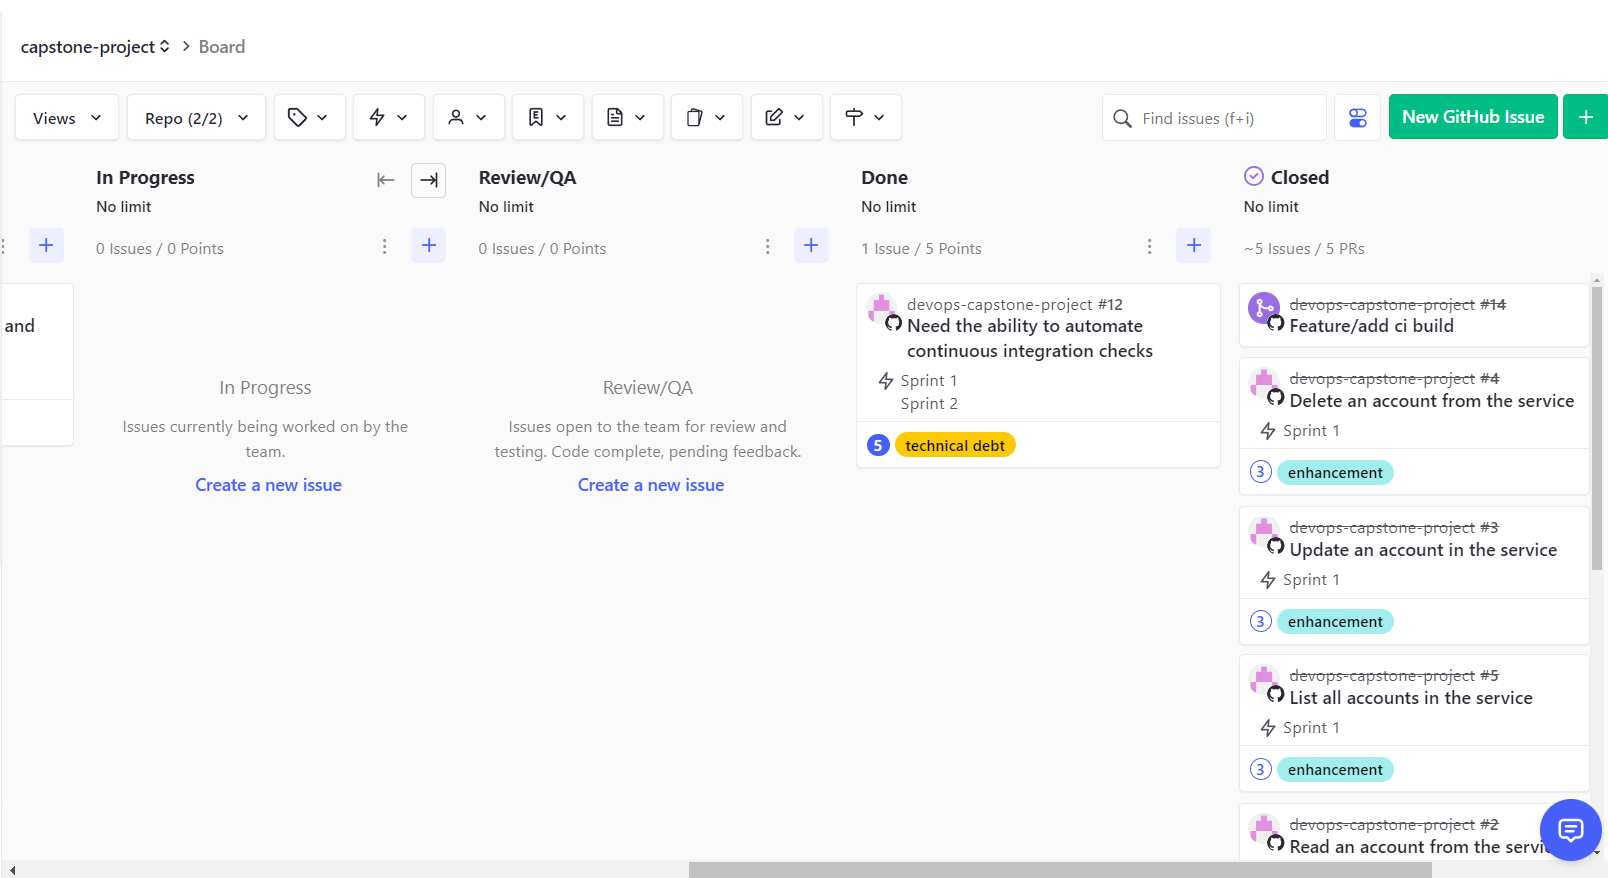 capstone-project > Board
Views
Repo (2/2)
Find issues (f+i)
New GitHub Issue
+
and
+
In Progress
No limit
0 Issues / 0 Points
+
In Progress
Issues currently being worked on by the
team.
Create a new issue
Review/QA
No limit
0 Issues / 0 Points
+
Review/QA
Issues open to the team for review and
testing. Code complete, pending feedback.
Create a new issue
Done
No limit
1 Issue / 5 Points
+
devops-capstone-project #12
Need the ability to automate
continuous integration checks
Sprint 1
Sprint 2
5 technical debt
Closed
No limit
~5 Issues / 5 PRs
devops-capstone-project #14
Feature/add ci build
devops-capstone-project #4
Delete an account from the service
Sprint 1
3 enhancement
devops-capstone-project #3
Update an account in the service
Sprint 1
3 enhancement
devops-capstone-project #5
List all accounts in the service
Sprint 1
3 enhancement
devops-capstone-project #2
Read an account from the servi